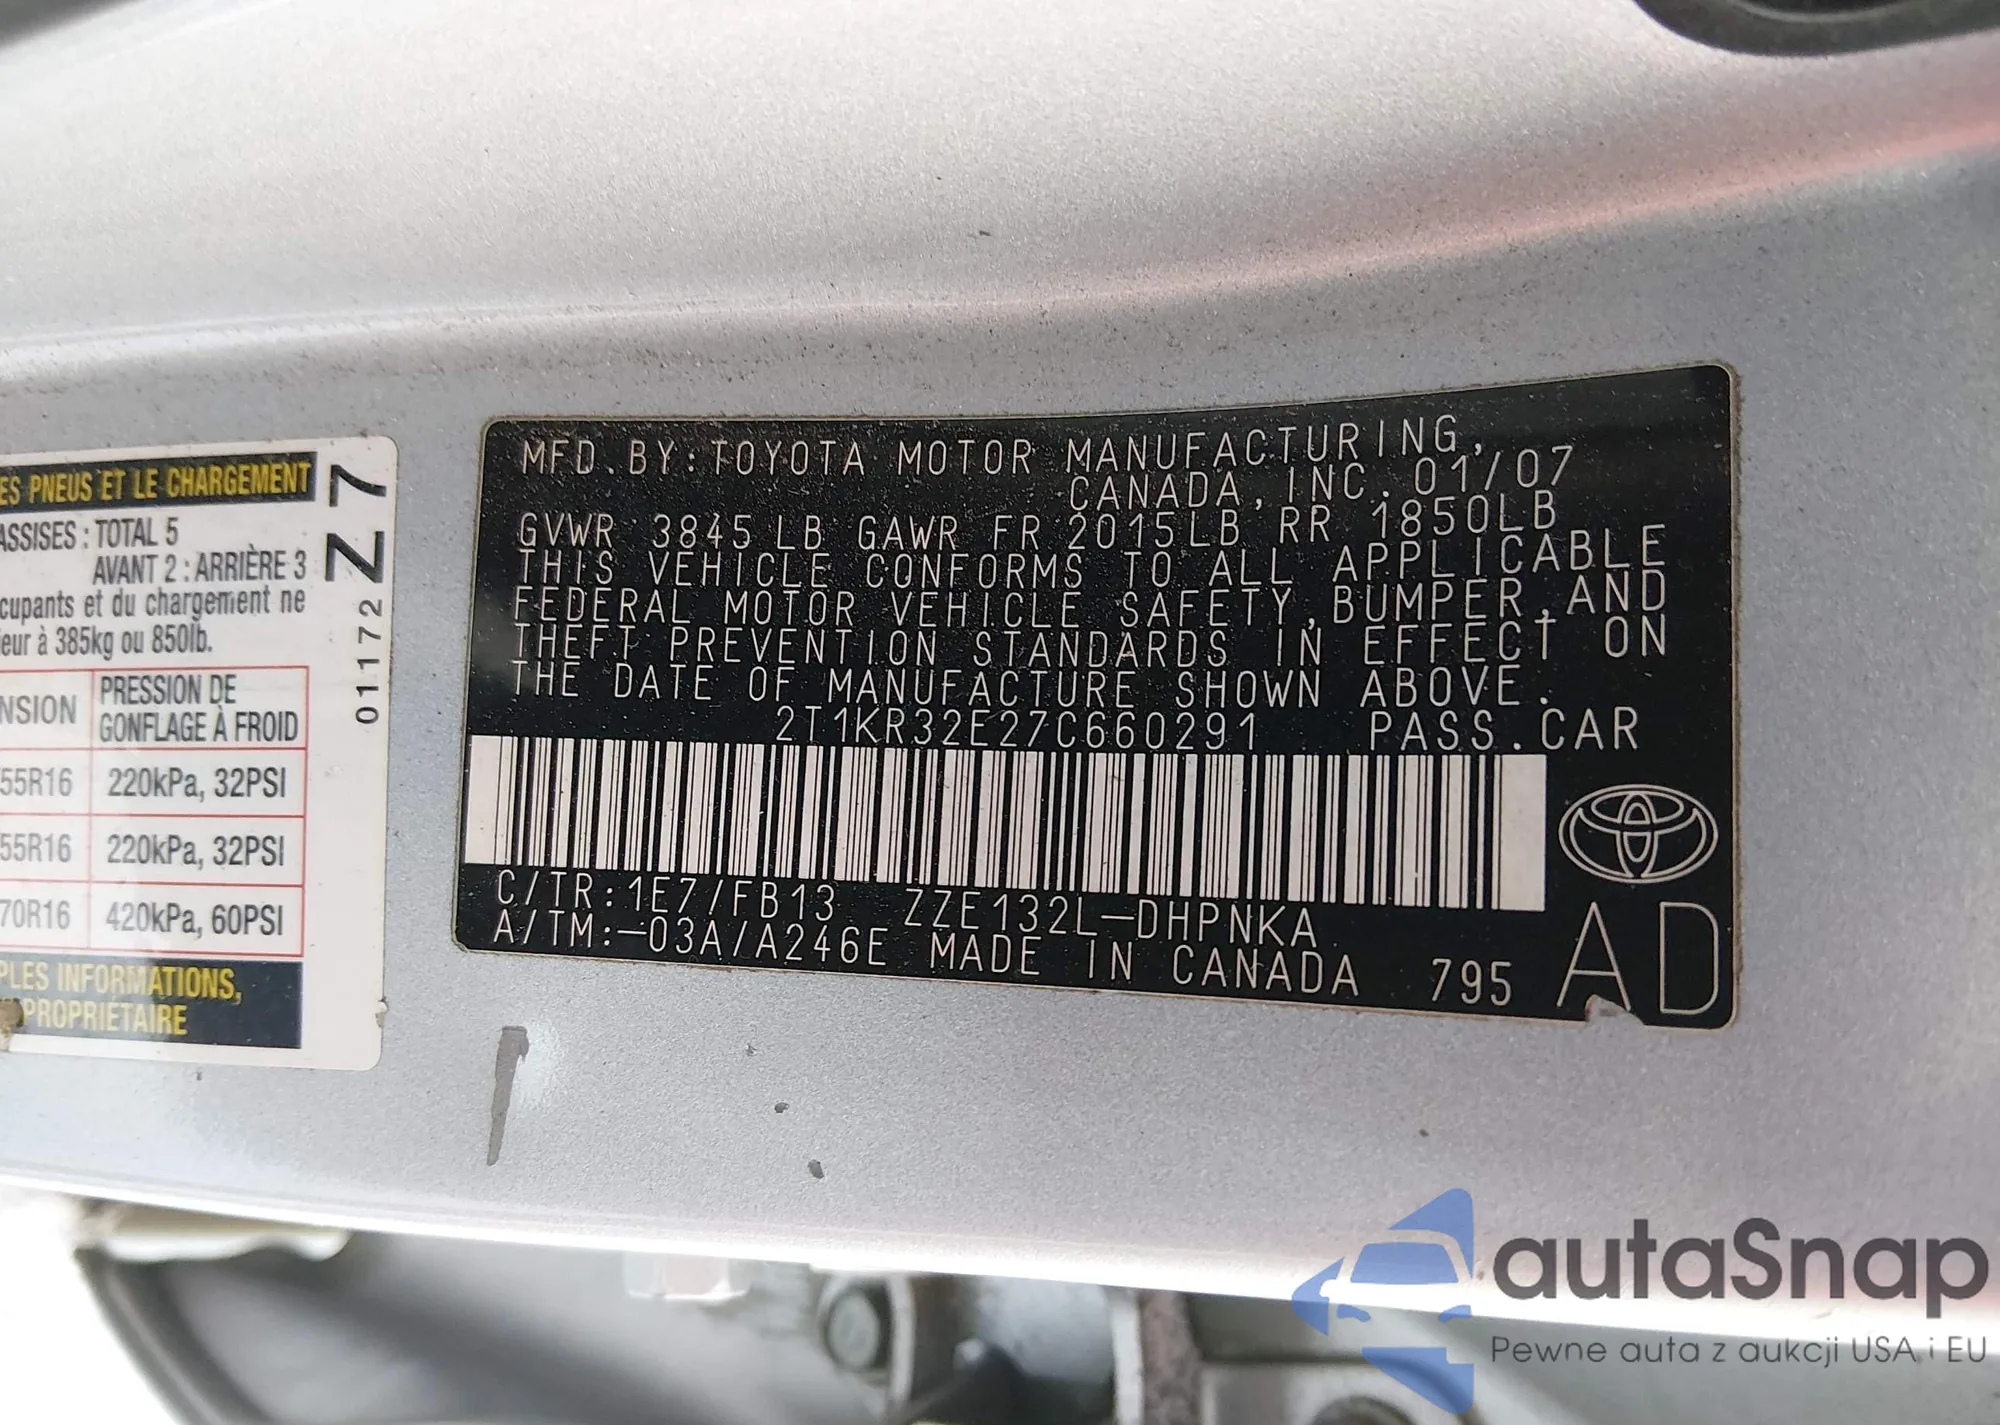 ES PNEUS ET LE CHARGEMENT
ASSISES : TOTAL 5
AVANT 2 : ARRIÈRE 3
cupants et du chargement ne
ieur à 385kg ou 850lb.
NSION
PRESSION DE
GONFLAGE À FROID
55R16 220kPa, 32PSI
55R16 220kPa, 32PSI
70R16 420kPa, 60PSI
PLES INFORMATIONS,
PROPRIÉTAIRE
Z 7
01172
MFD. BY: TOYOTA MOTOR MANUFACTURING,
CANADA, INC. 01/07
GVWR 3845 LB GAWR FR 2015LB RR 1850LB
THIS VEHICLE CONFORMS TO ALL APPLICABLE
FEDERAL MOTOR VEHICLE SAFETY, BUMPER, AND
THEFT PREVENTION STANDARDS IN EFFECT ON
THE DATE OF MANUFACTURE SHOWN ABOVE.
2T1KR32E27C660291 PASS. CAR
C/TR:1E7/FB13 ZZE132L-DHPNKA
A/TM:-03A/A246E MADE IN CANADA 795
AD
autaSnap
Pewne auta z aukcji USA i EU